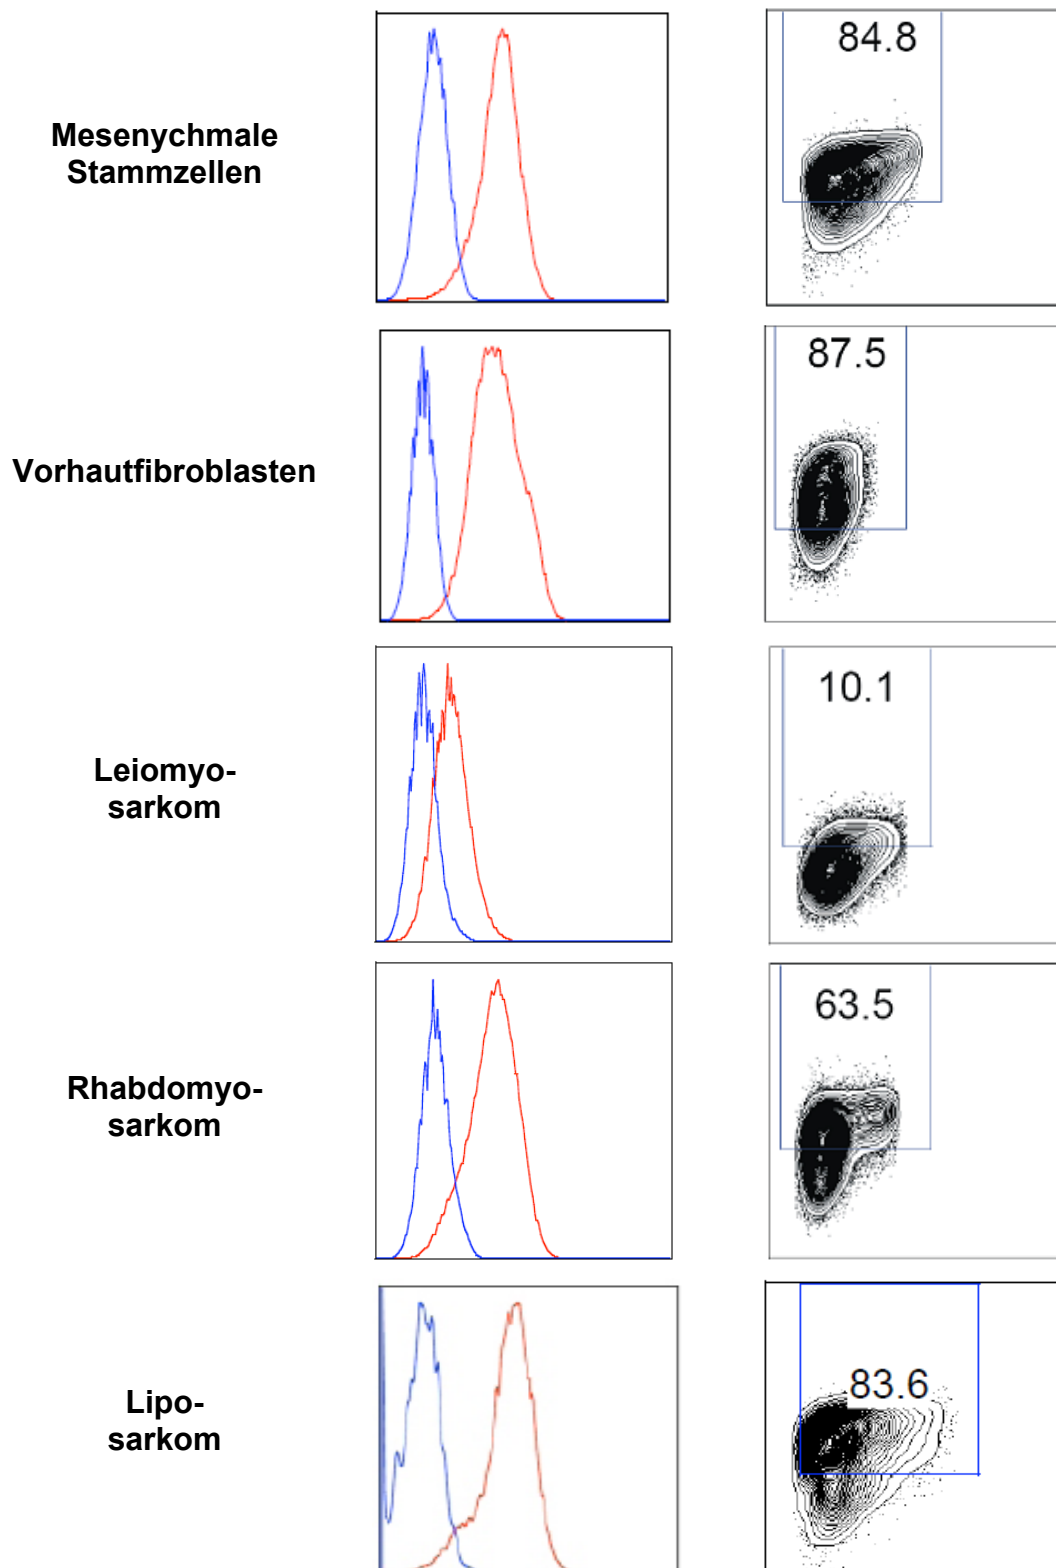 84.8
Mesenychmale
Stammzellen
87.5
Vorhautfibroblasten
10.1
Leiomyo-
sarkom
63.5
Rhabdomyo-
sarkom
83.6
Lipo-
sarkom